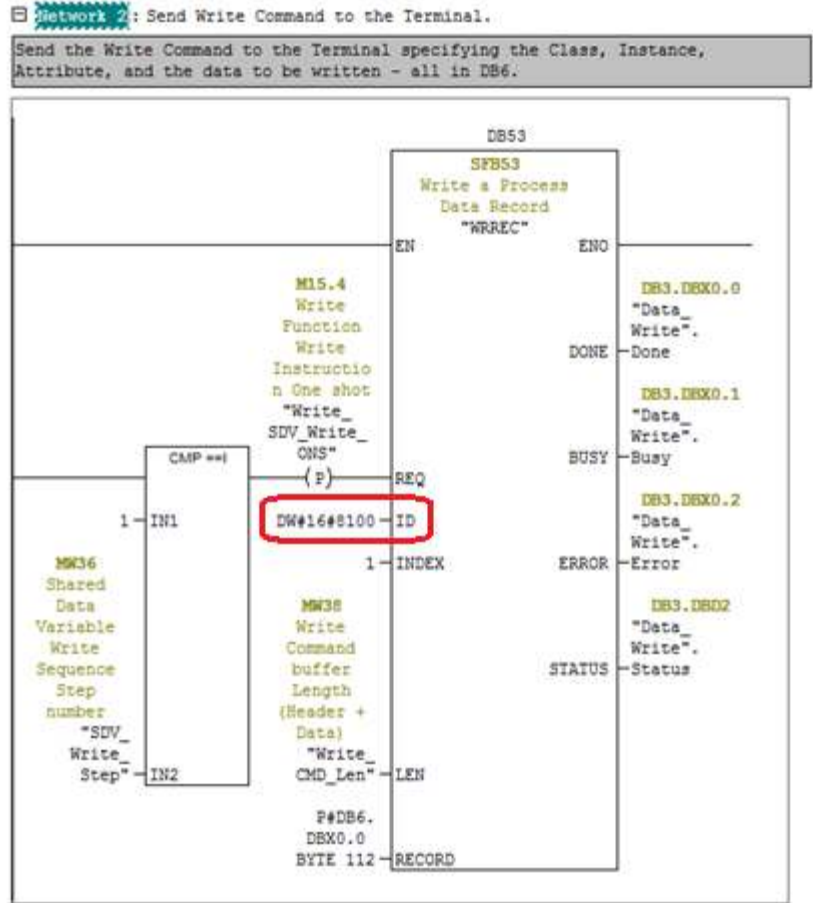 Network 2: Send Write Command to the Terminal.
Send the Write Command to the Terminal specifying the Class, Instance,
Attribute, and the data to be written - all in DB6.
DB53
SFB53
Write a Process
Data Record
"WRREC"
EN
ENO
M15.4
Write
Function
Write
Instructio
n One shot
"Write_
SDV_Write_
ONS"
(P)
REQ
CMP ==I
1
IN1
MW36
Shared
Data
Variable
Write
Sequence
Step
number
"SDV_
Write_
Step"
IN2
DW#16#8100
ID
1
INDEX
MW38
Write
Command
buffer
Length
(Header +
Data)
"Write_
CMD_Len"
LEN
P#DB6.
DBX0.0
BYTE 112
RECORD
DB3.DBX0.0
"Data_
Write".
DONE
Done
DB3.DBX0.1
"Data_
Write".
BUSY
Busy
DB3.DBX0.2
"Data_
Write".
ERROR
Error
DB3.DBD2
"Data_
Write".
STATUS
Status